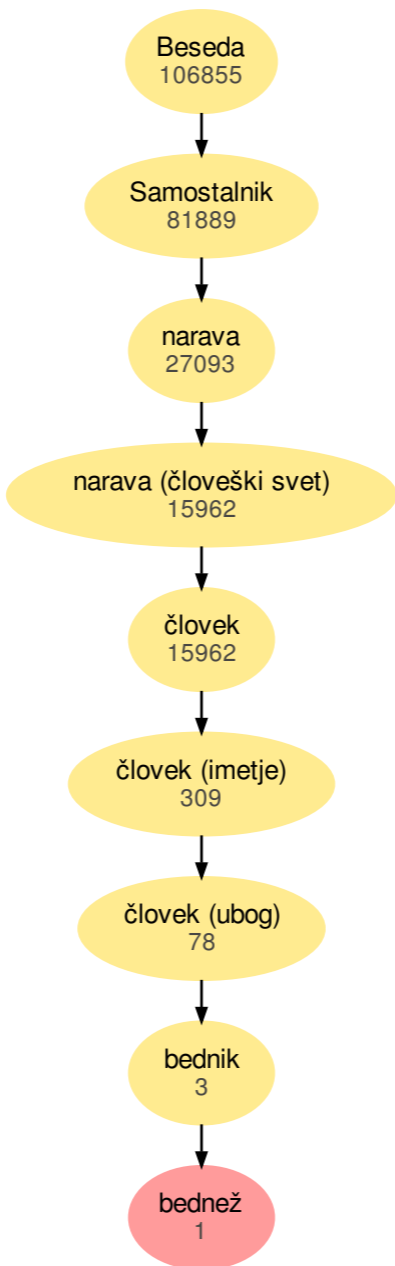 Beseda
106855
Samostalnik
81889
narava
27093
narava (človeški svet)
15962
človek
15962
človek (imetje)
309
človek (ubog)
78
bednik
3
bednež
1